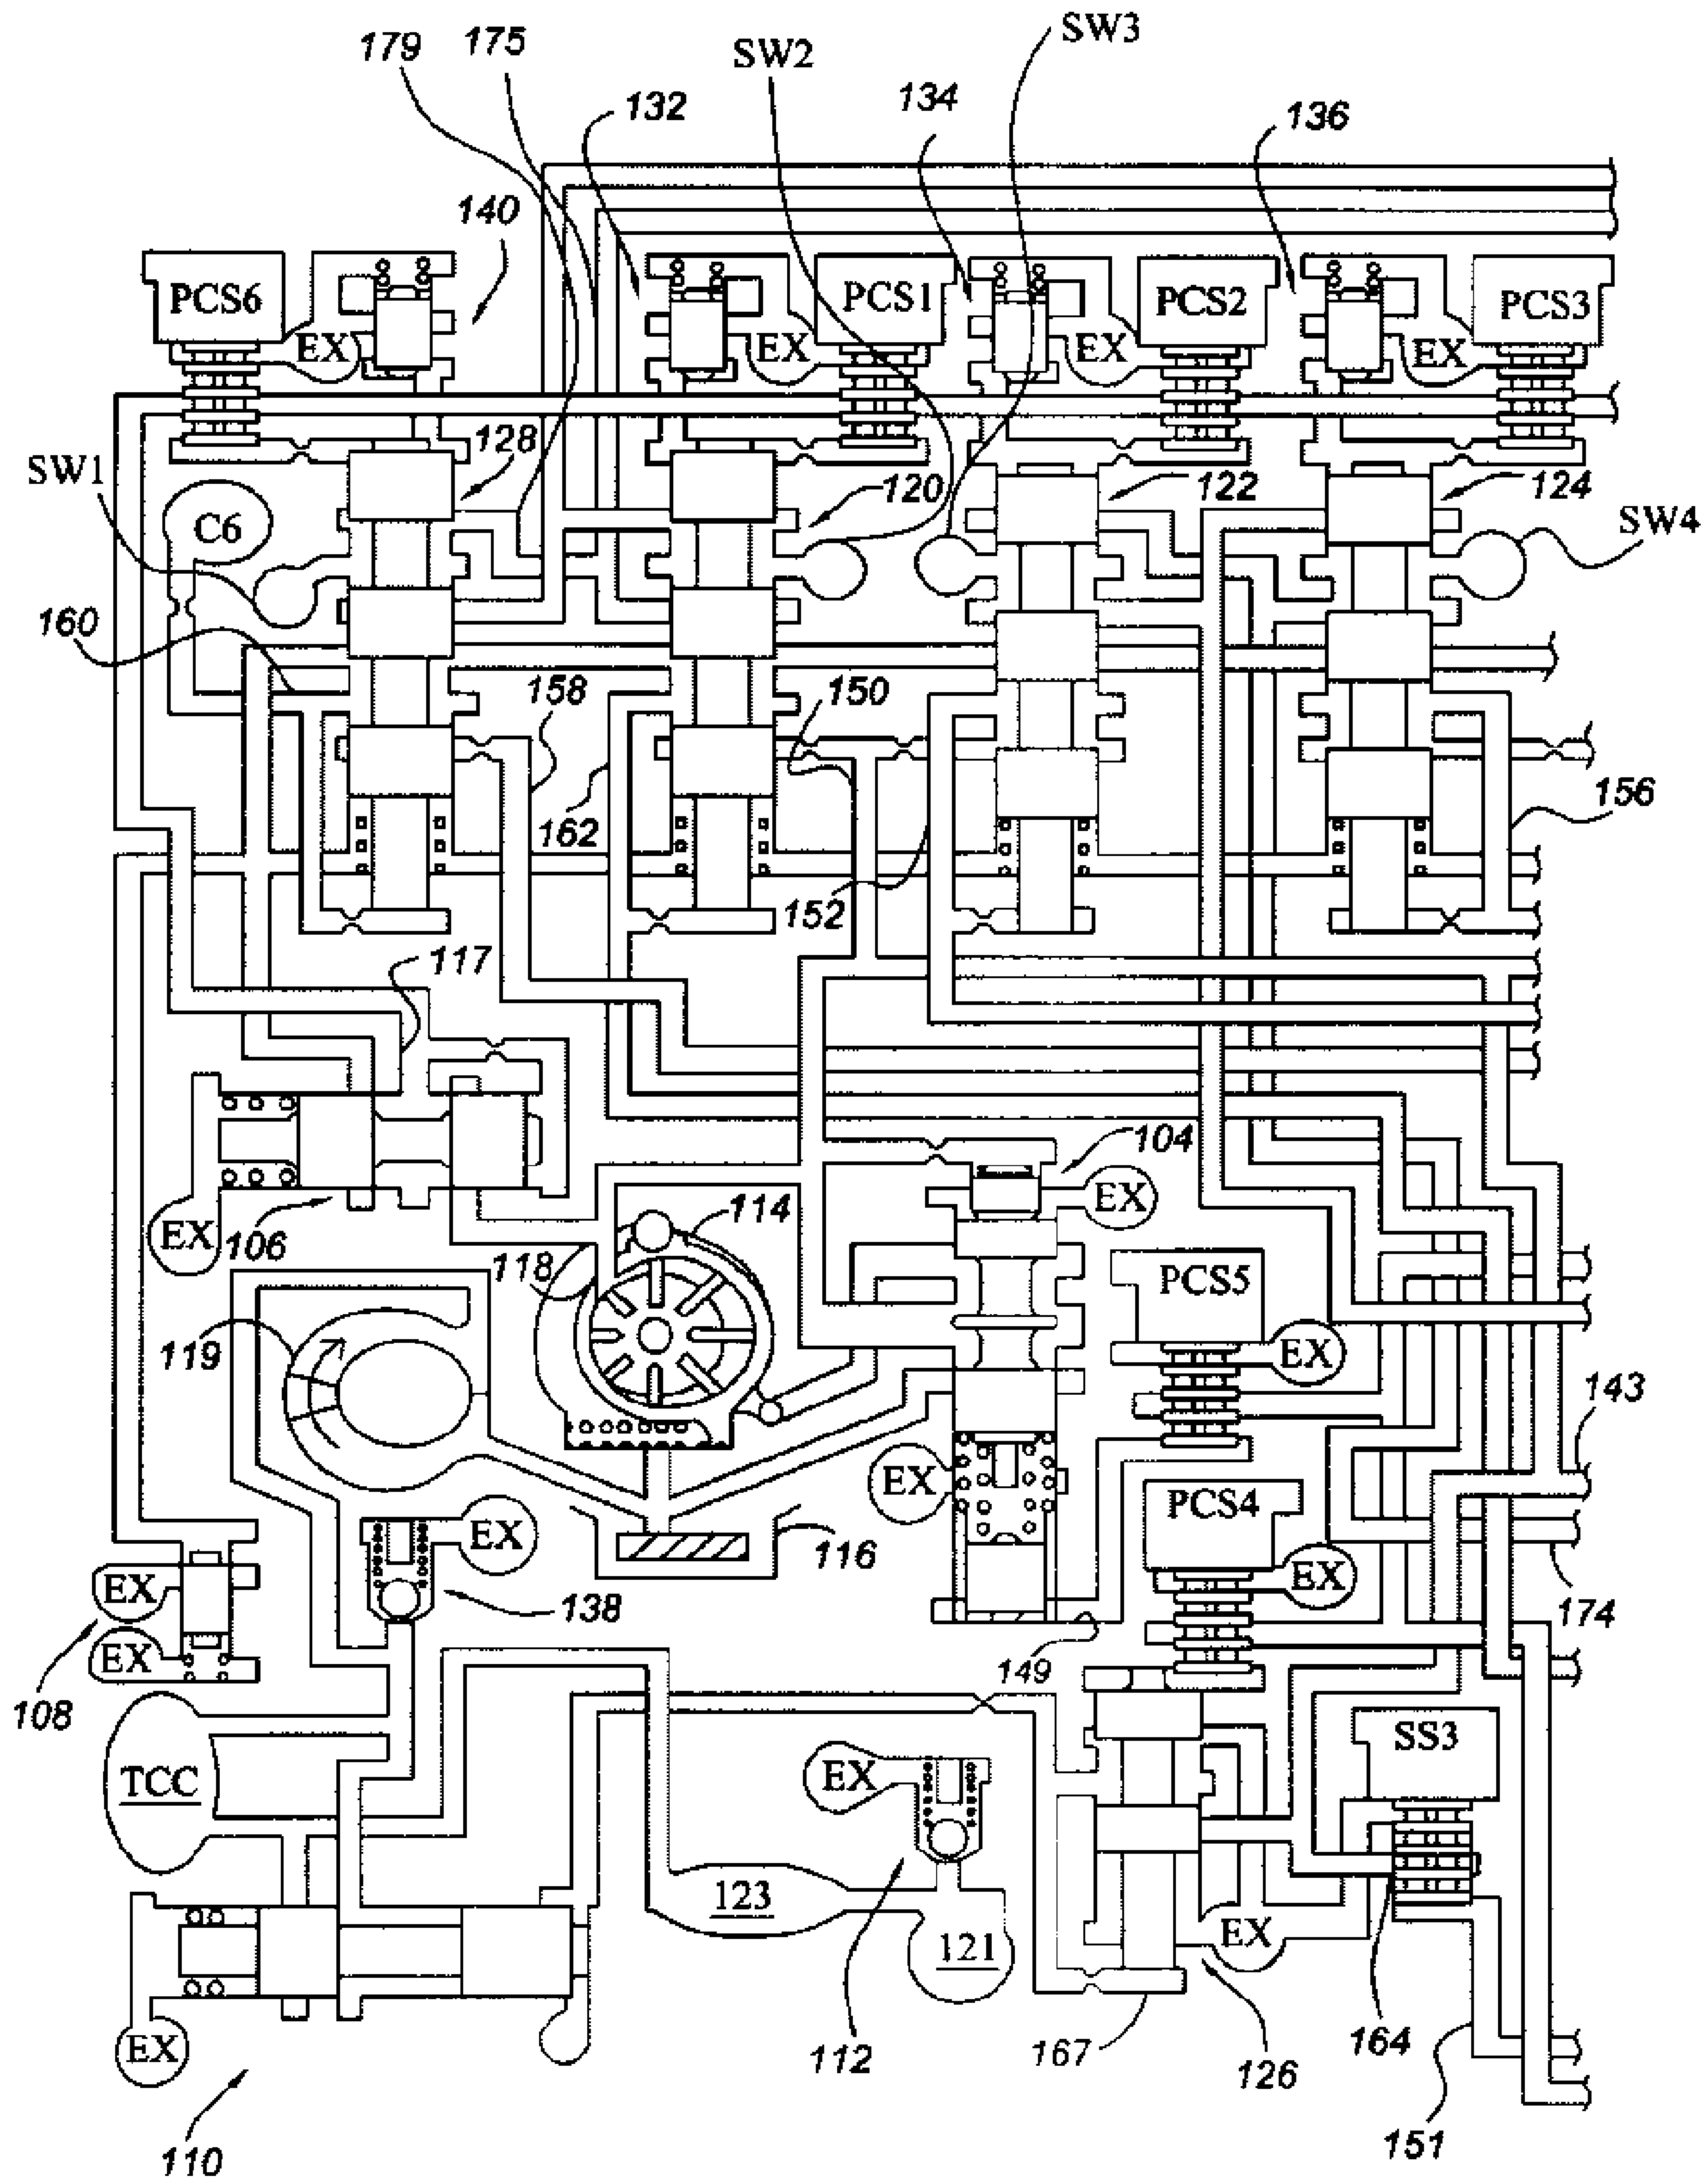 179 175 SW2 SW3
132 134 136
140
PCS6 EX EX PCS1 EX PCS2 EX PCS3
SW1 128 120 122 124 SW4
C6
160 158 162 150 152 156
117
104
EX 106 118 114 EX
PCS5
119 EX
143
EX PCS4
EX 116 EX
EX 138 174
EX
108 149
TCC SS3
EX
123 121 EX 164
EX 112 167 126
110 151